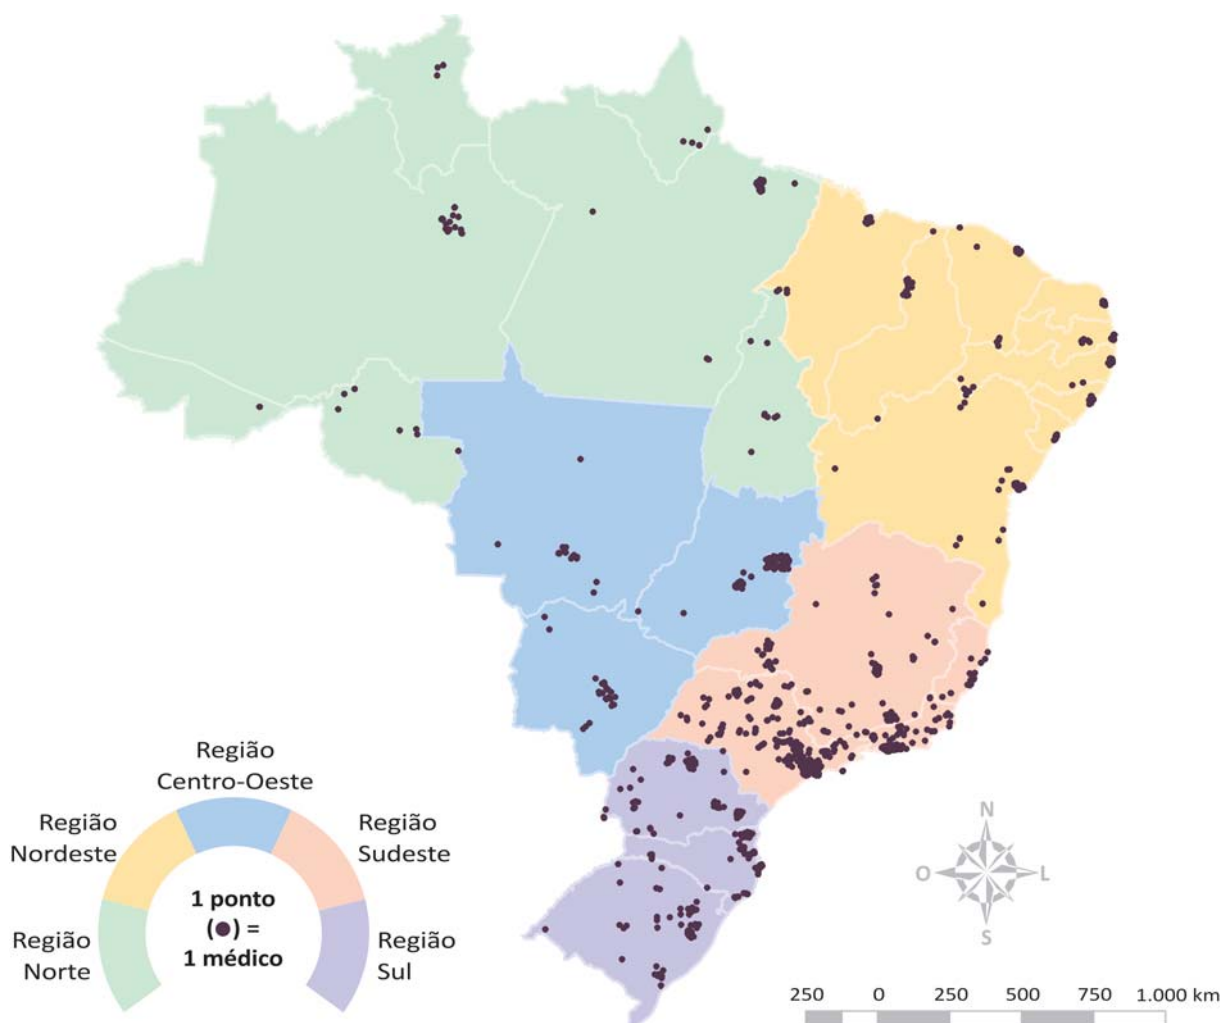 Região
Centro-Oeste
Região
Nordeste
Região
Sudeste
1 ponto
(●) =
1 médico
Região
Norte
Região
Sul
N
O
L
S
250
0
250
500
750
1.000 km